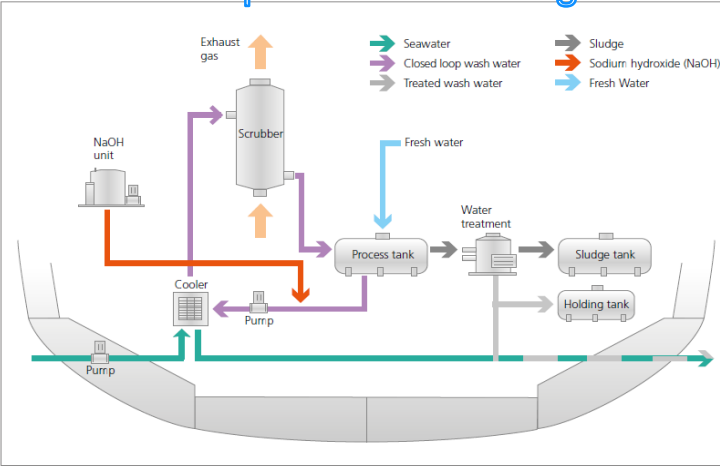 Exhaust
gas
Seawater
Closed loop wash water
Treated wash water
Sludge
Sodium hydroxide (NaOH)
Fresh Water
NaOH
unit
Scrubber
Fresh water
Water
treatment
Process tank
Sludge tank
Cooler
Holding tank
Pump
Pump